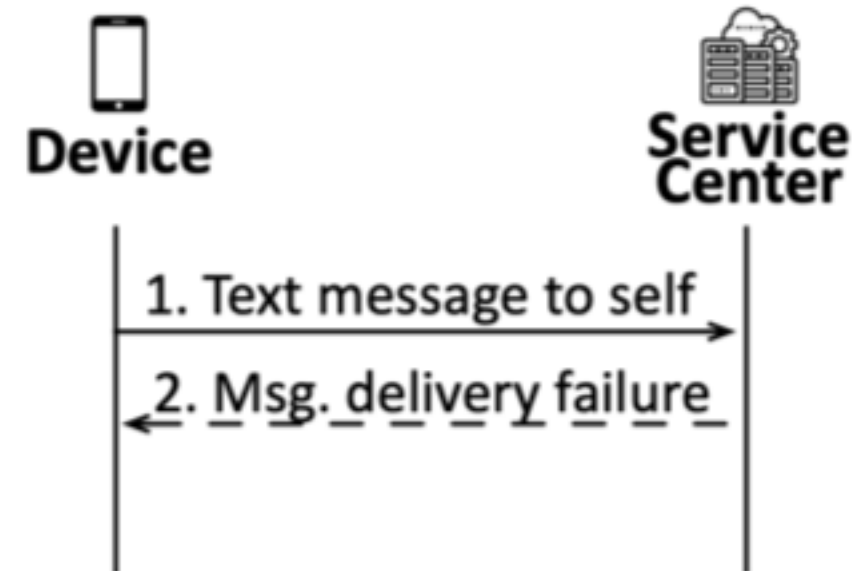 Device
Service
Center
1. Text message to self
2. Msg. delivery failure